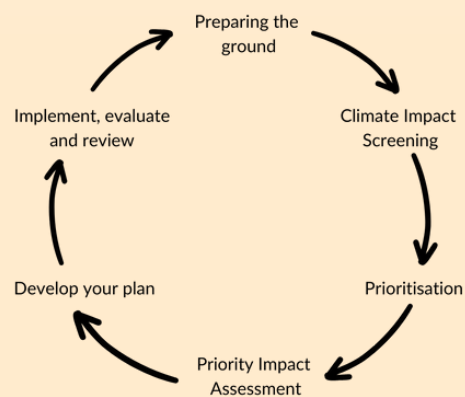 Preparing the
ground
Climate Impact
Screening
Prioritisation
Priority Impact
Assessment
Develop your plan
Implement, evaluate
and review